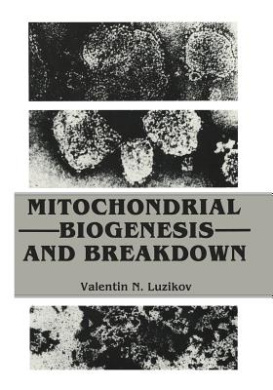 MITOCHONDRIAL
BIOGENESIS
AND BREAKDOWN
Valentin N. Luzikov